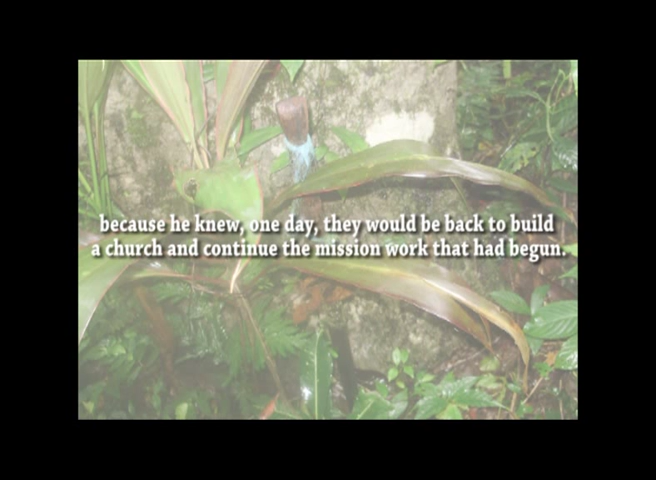 because he knew, one day, they would be back to build
a church and continue the mission work that had begun.